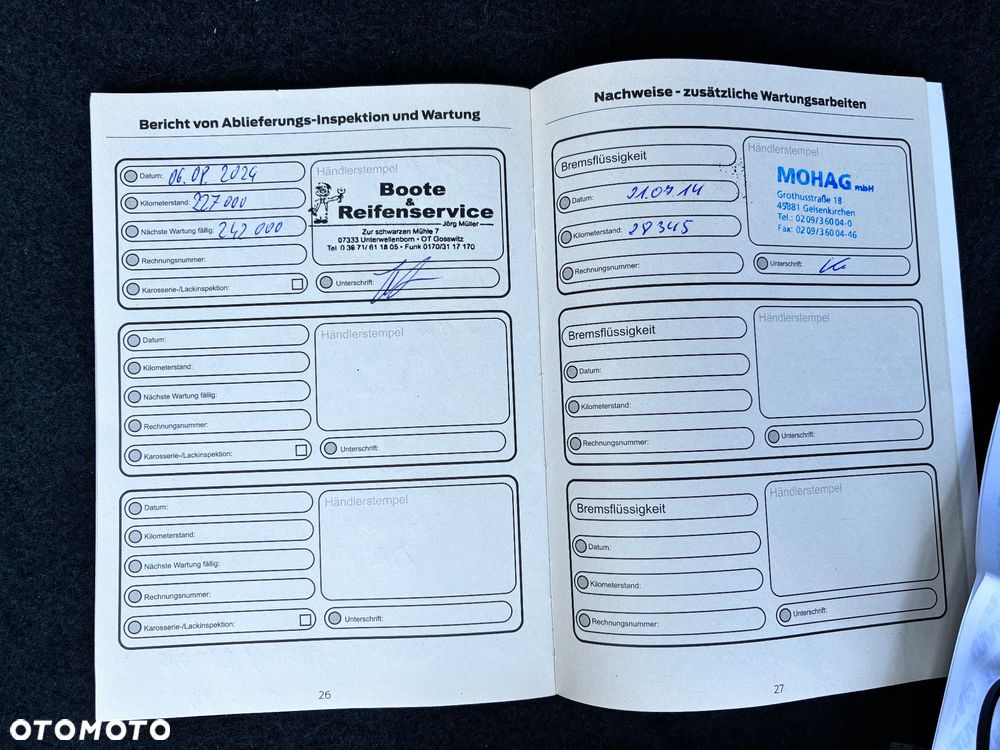 Bericht von Ablieferungs-Inspektion und Wartung
Datum: 06.08.2024
Kilometerstand: 227 000
Nächste Wartung fällig: 242 000
Rechnungsnummer:
Karosserie-/Lackinspektion:
Händlerstempel
Boote
&
Reifenservice
Jörg Müller
Zur schwarzen Mühle 7
07333 Unterwellenborn • OT Gosswitz
Tel. 0 36 71/ 61 18 05 • Funk 0170/31 17 170
Unterschrift:
Datum:
Kilometerstand:
Nächste Wartung fällig:
Rechnungsnummer:
Karosserie-/Lackinspektion:
Händlerstempel
Unterschrift:
Datum:
Kilometerstand:
Nächste Wartung fällig:
Rechnungsnummer:
Karosserie-/Lackinspektion:
Händlerstempel
Unterschrift:
26
Nachweise - zusätzliche Wartungsarbeiten
Bremsflüssigkeit
Datum: 21.07.14
Kilometerstand: 28345
Rechnungsnummer:
Händlerstempel
MOHAG mbH
Grothusstraße 18
45881 Gelsenkirchen
Tel.: 02 09/3 60 04-0
Fax: 02 09/3 60 04-46
Unterschrift:
Bremsflüssigkeit
Datum:
Kilometerstand:
Rechnungsnummer:
Händlerstempel
Unterschrift:
Bremsflüssigkeit
Datum:
Kilometerstand:
Rechnungsnummer:
Händlerstempel
Unterschrift:
27
OTOMOTO